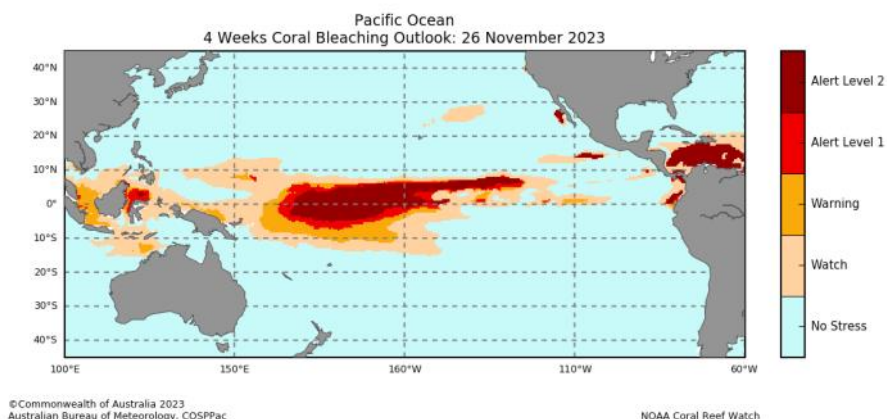 Pacific Ocean
4 Weeks Coral Bleaching Outlook: 26 November 2023
40°N
30°N
20°N
10°N
0°
10°S
20°S
30°S
40°S
100°E
150°E
160°W
110°W
60°W
Alert Level 2
Alert Level 1
Warning
Watch
No Stress
©Commonwealth of Australia 2023
Australian Bureau of Meteorology, COSPPac
NOAA Coral Reef Watch